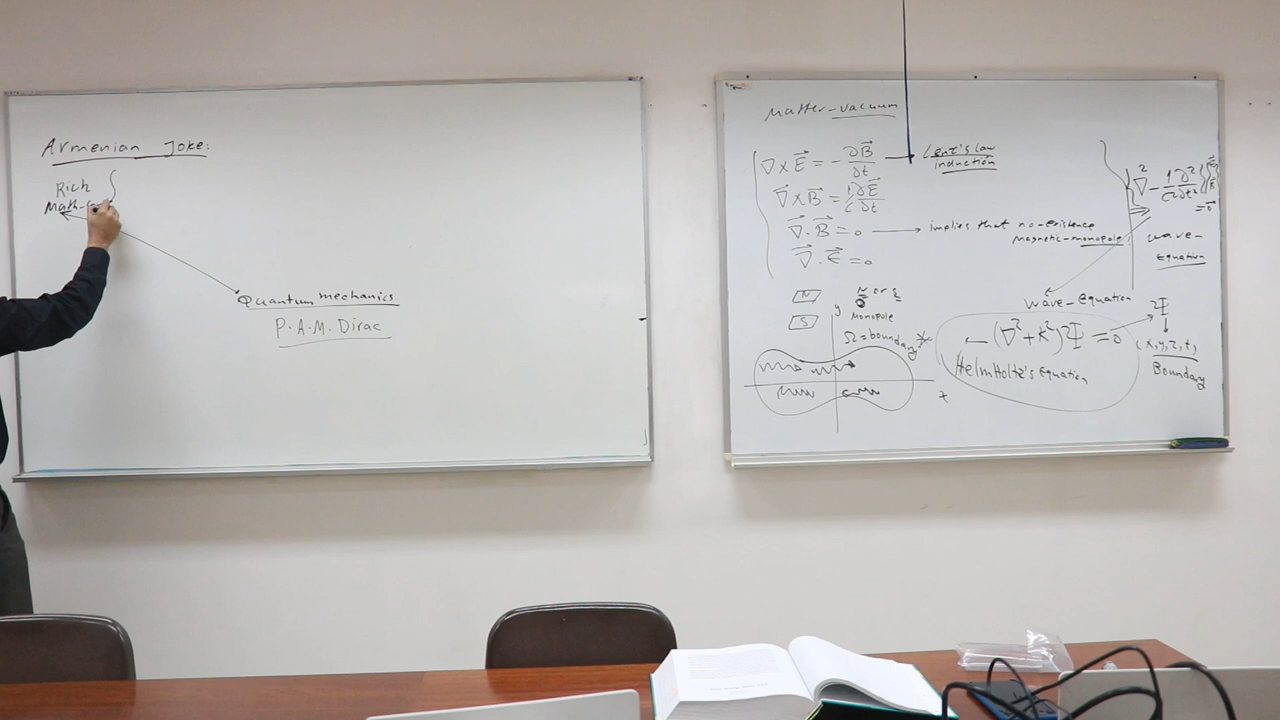 Armenian Joke:
Rich
Math
Quantum mechanics
P.A.M. Dirac
Matter-vacuum
∇×E⃗ = -∂B⃗/∂t → Lent's law induction
∇⃗×B⃗ = 1/c ∂E⃗/∂t
∇⃗·B⃗ = 0 → implies that no-existence magnetic-monopole.
∇⃗·E⃗ = 0
N
S
N or S
Monopole
y
Ω = boundary
x
⇒ ∇² - 1/c² ∂²/∂t²
wave-
Equation
wave-equation
← (∇²+k²)Ψ = 0 → Ψ
Helmholtz's Equation
(x,y,z,t)
Boundary